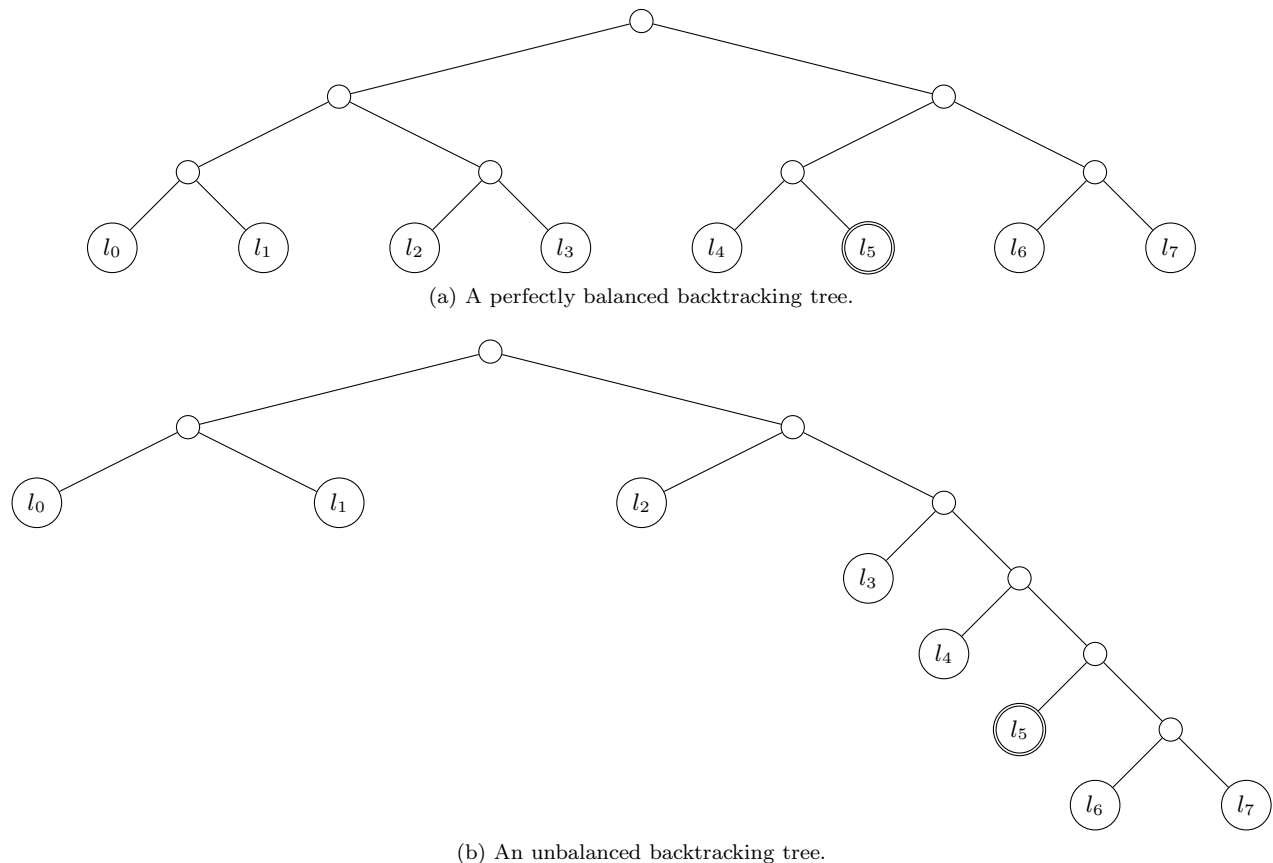 l₀ l₁ l₂ l₃ l₄ l₅ l₆ l₇
(a) A perfectly balanced backtracking tree.
l₀ l₁ l₂
l₃
l₄
l₅
l₆ l₇
(b) An unbalanced backtracking tree.